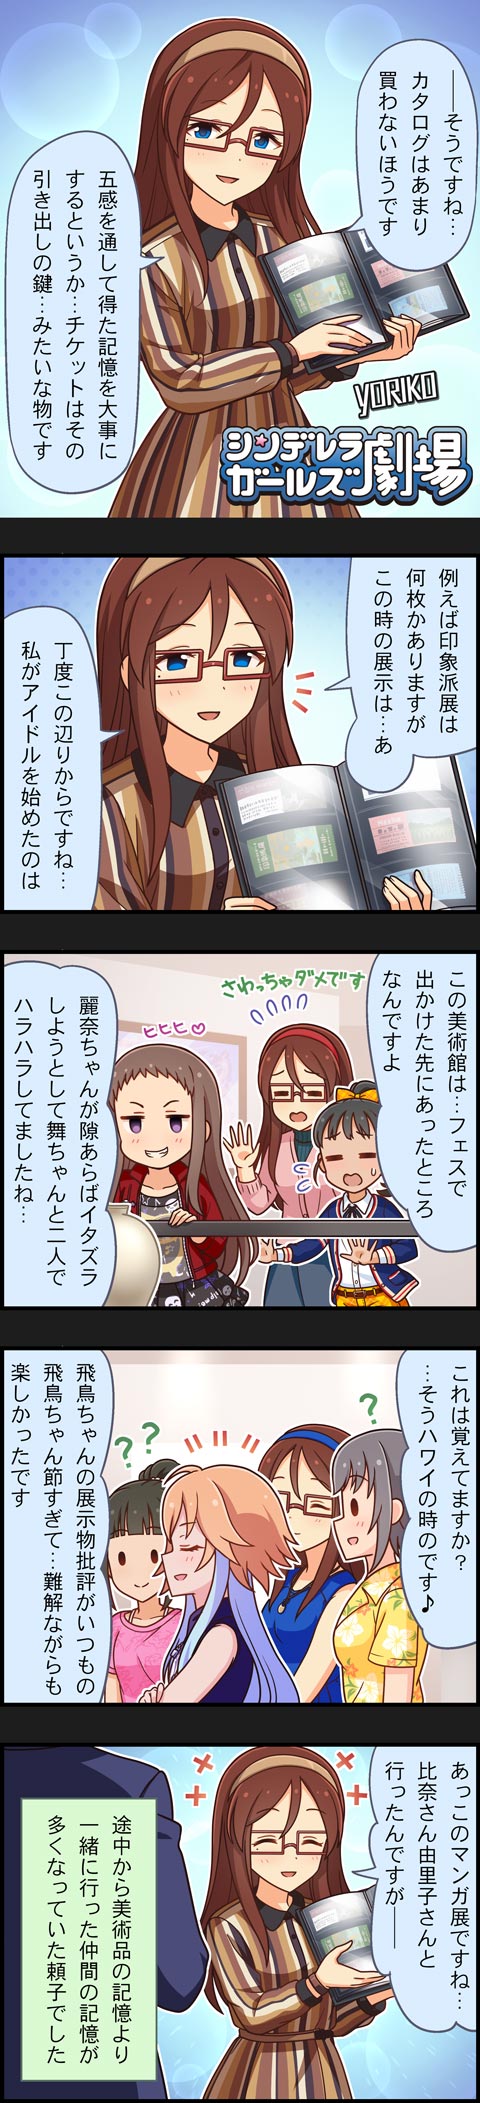 ――そうですね…
カタログはあまり
買わないほうです
五感を通して得た記憶を大事に
するというか…チケットはその
引き出しの鍵…みたいな物です
YORIKO
シンデレラ
ガールズ劇場
例えば印象派展は
何枚かありますが
この時の展示は…あ
丁度この辺りからですね…
私がアイドルを始めたのは
この美術館は…フェスで
出かけた先にあったところ
なんですよ
さわっちゃダメです
ヒヒヒ♡
麗奈ちゃんが隙あらばイタズラ
しようとして舞ちゃんと二人で
ハラハラしてましたね…
これは覚えてますか？
…そうハワイの時のです♪
?
??
飛鳥ちゃんの展示物批評がいつもの
飛鳥ちゃん節すぎて…難解ながらも
楽しかったです
あっこのマンガ展ですね…
比奈さん由里子さんと
行ったんですが――
途中から美術品の記憶より
一緒に行った仲間の記憶が
多くなっていた頼子でした